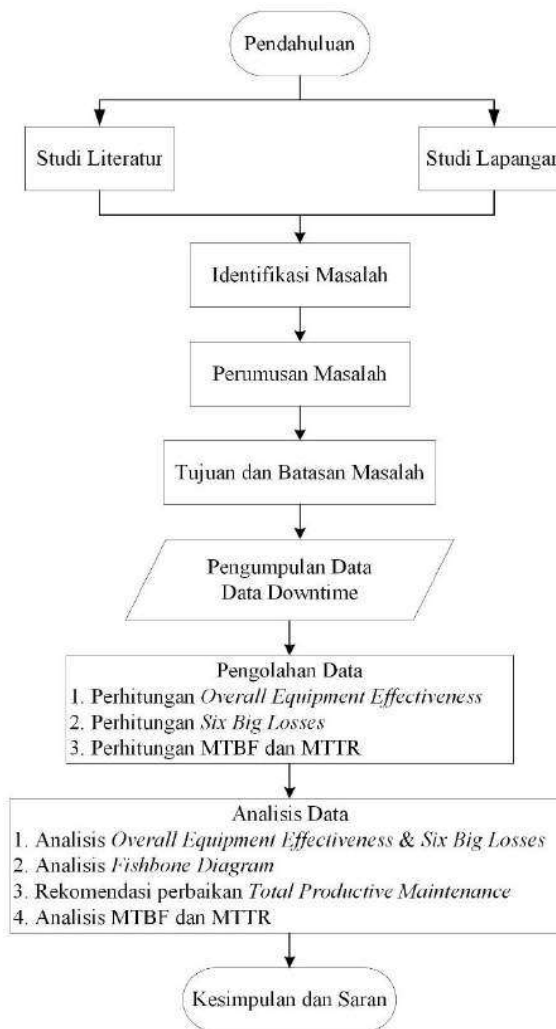 Pendahuluan
Studi Literatur
Studi Lapangan
Identifikasi Masalah
Perumusan Masalah
Tujuan dan Batasan Masalah
Pengumpulan Data
Data Downtime
Pengolahan Data
1. Perhitungan Overall Equipment Effectiveness
2. Perhitungan Six Big Losses
3. Perhitungan MTBF dan MTTR
Analisis Data
1. Analisis Overall Equipment Effectiveness & Six Big Losses
2. Analisis Fishbone Diagram
3. Rekomendasi perbaikan Total Productive Maintenance
4. Analisis MTBF dan MTTR
Kesimpulan dan Saran